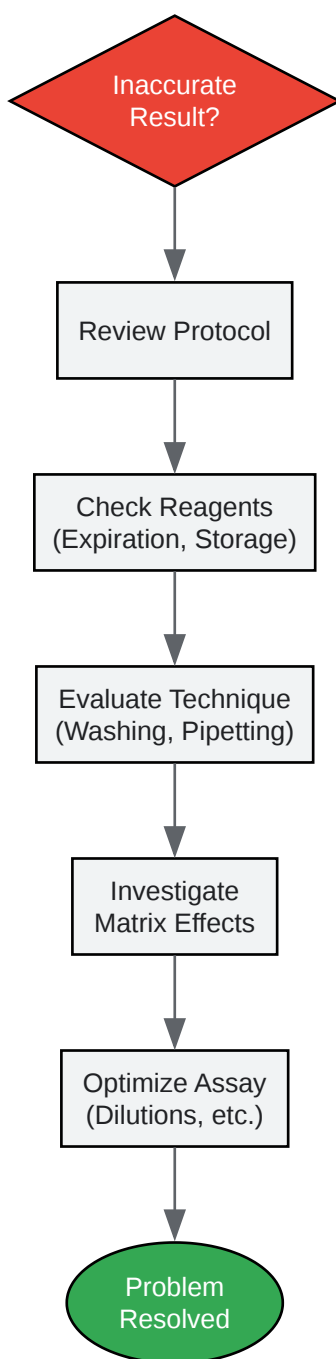 Inaccurate
Result?
Review Protocol
Check Reagents
(Expiration, Storage)
Evaluate Technique
(Washing, Pipetting)
Investigate
Matrix Effects
Optimize Assay
(Dilutions, etc.)
Problem
Resolved